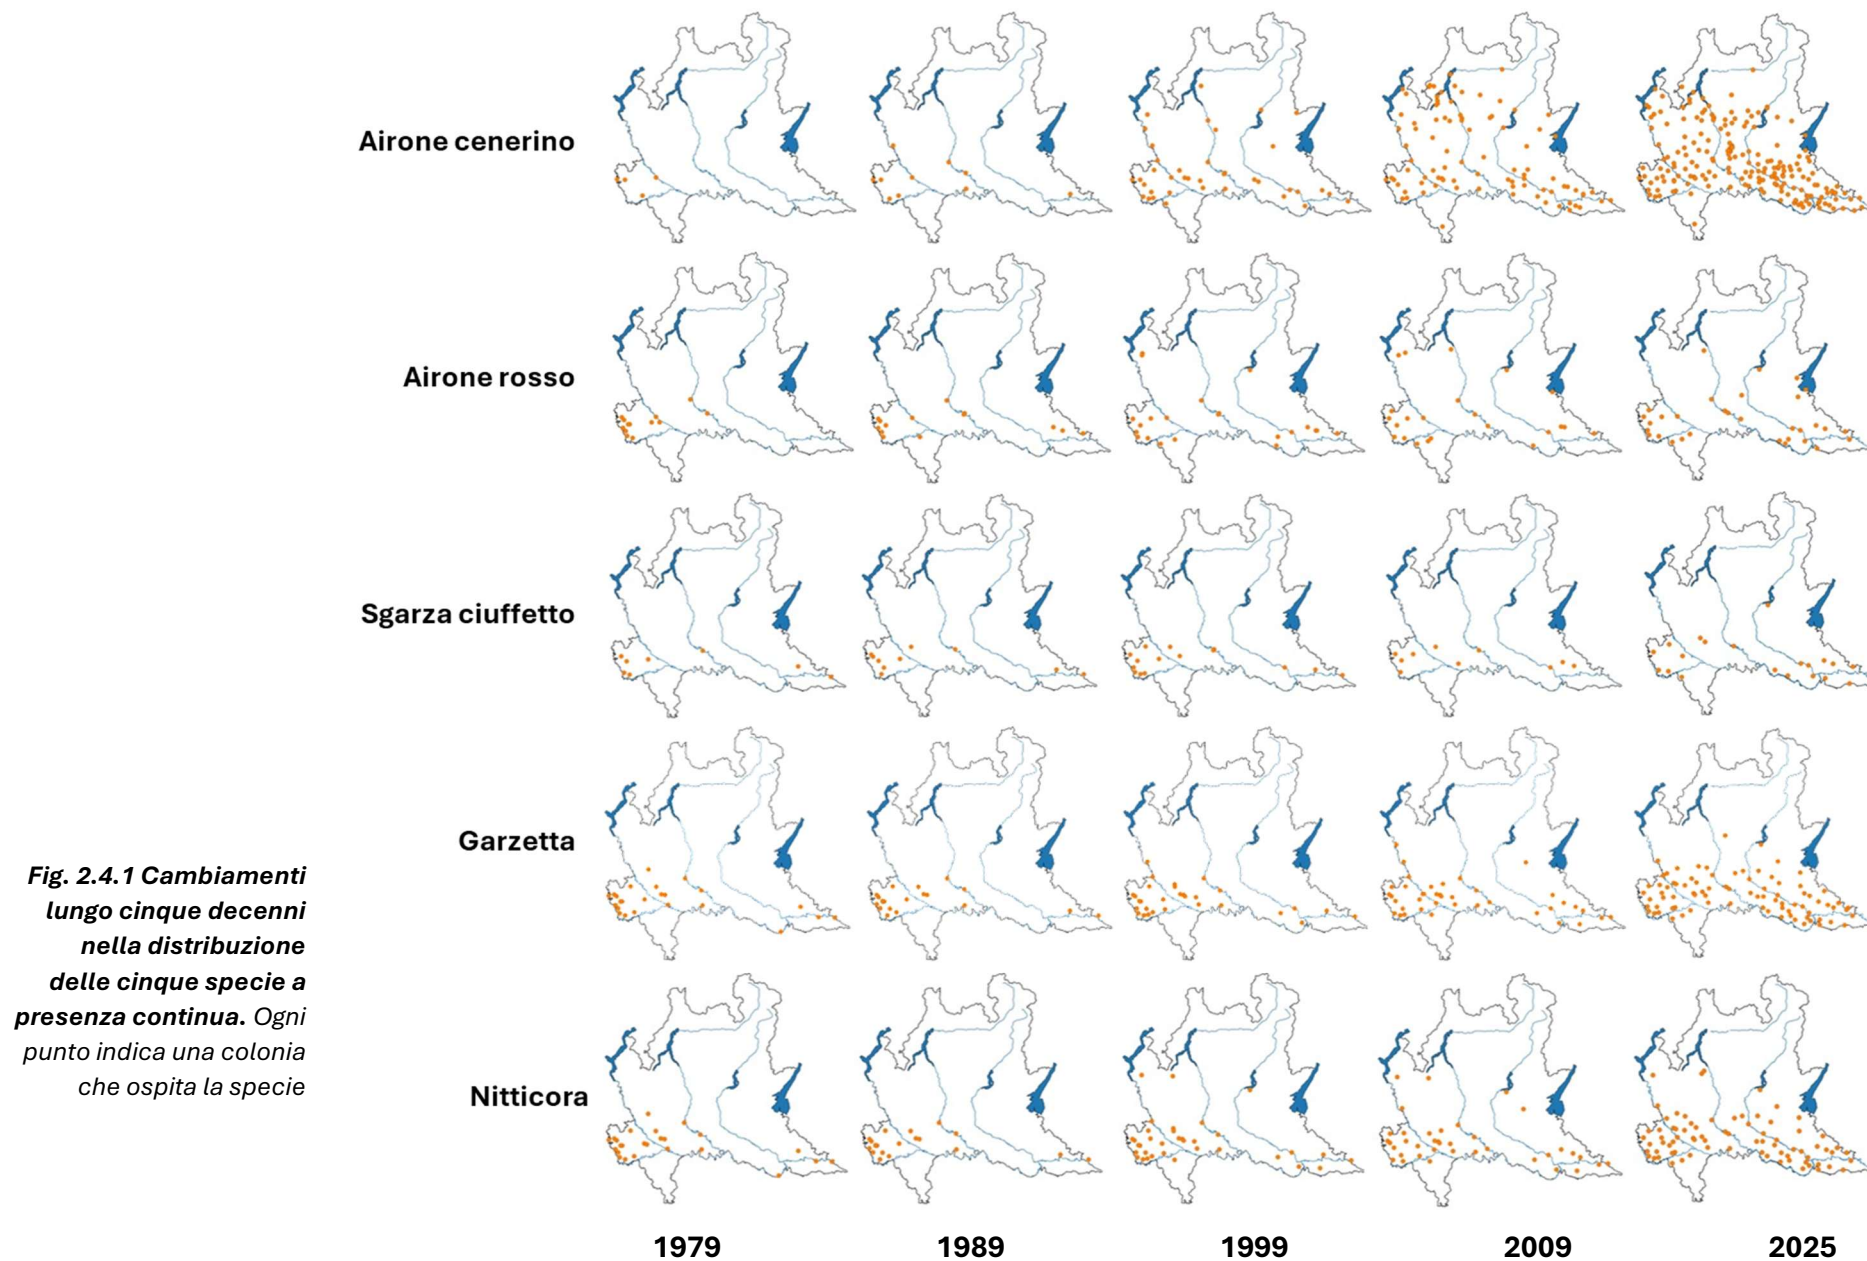 Airone cenerino
Airone rosso
Sgarza ciuffetto
Garzetta
Nitticora
Fig. 2.4.1 Cambiamenti
lungo cinque decenni
nella distribuzione
delle cinque specie a
presenza continua. Ogni
punto indica una colonia
che ospita la specie
1979 1989 1999 2009 2025